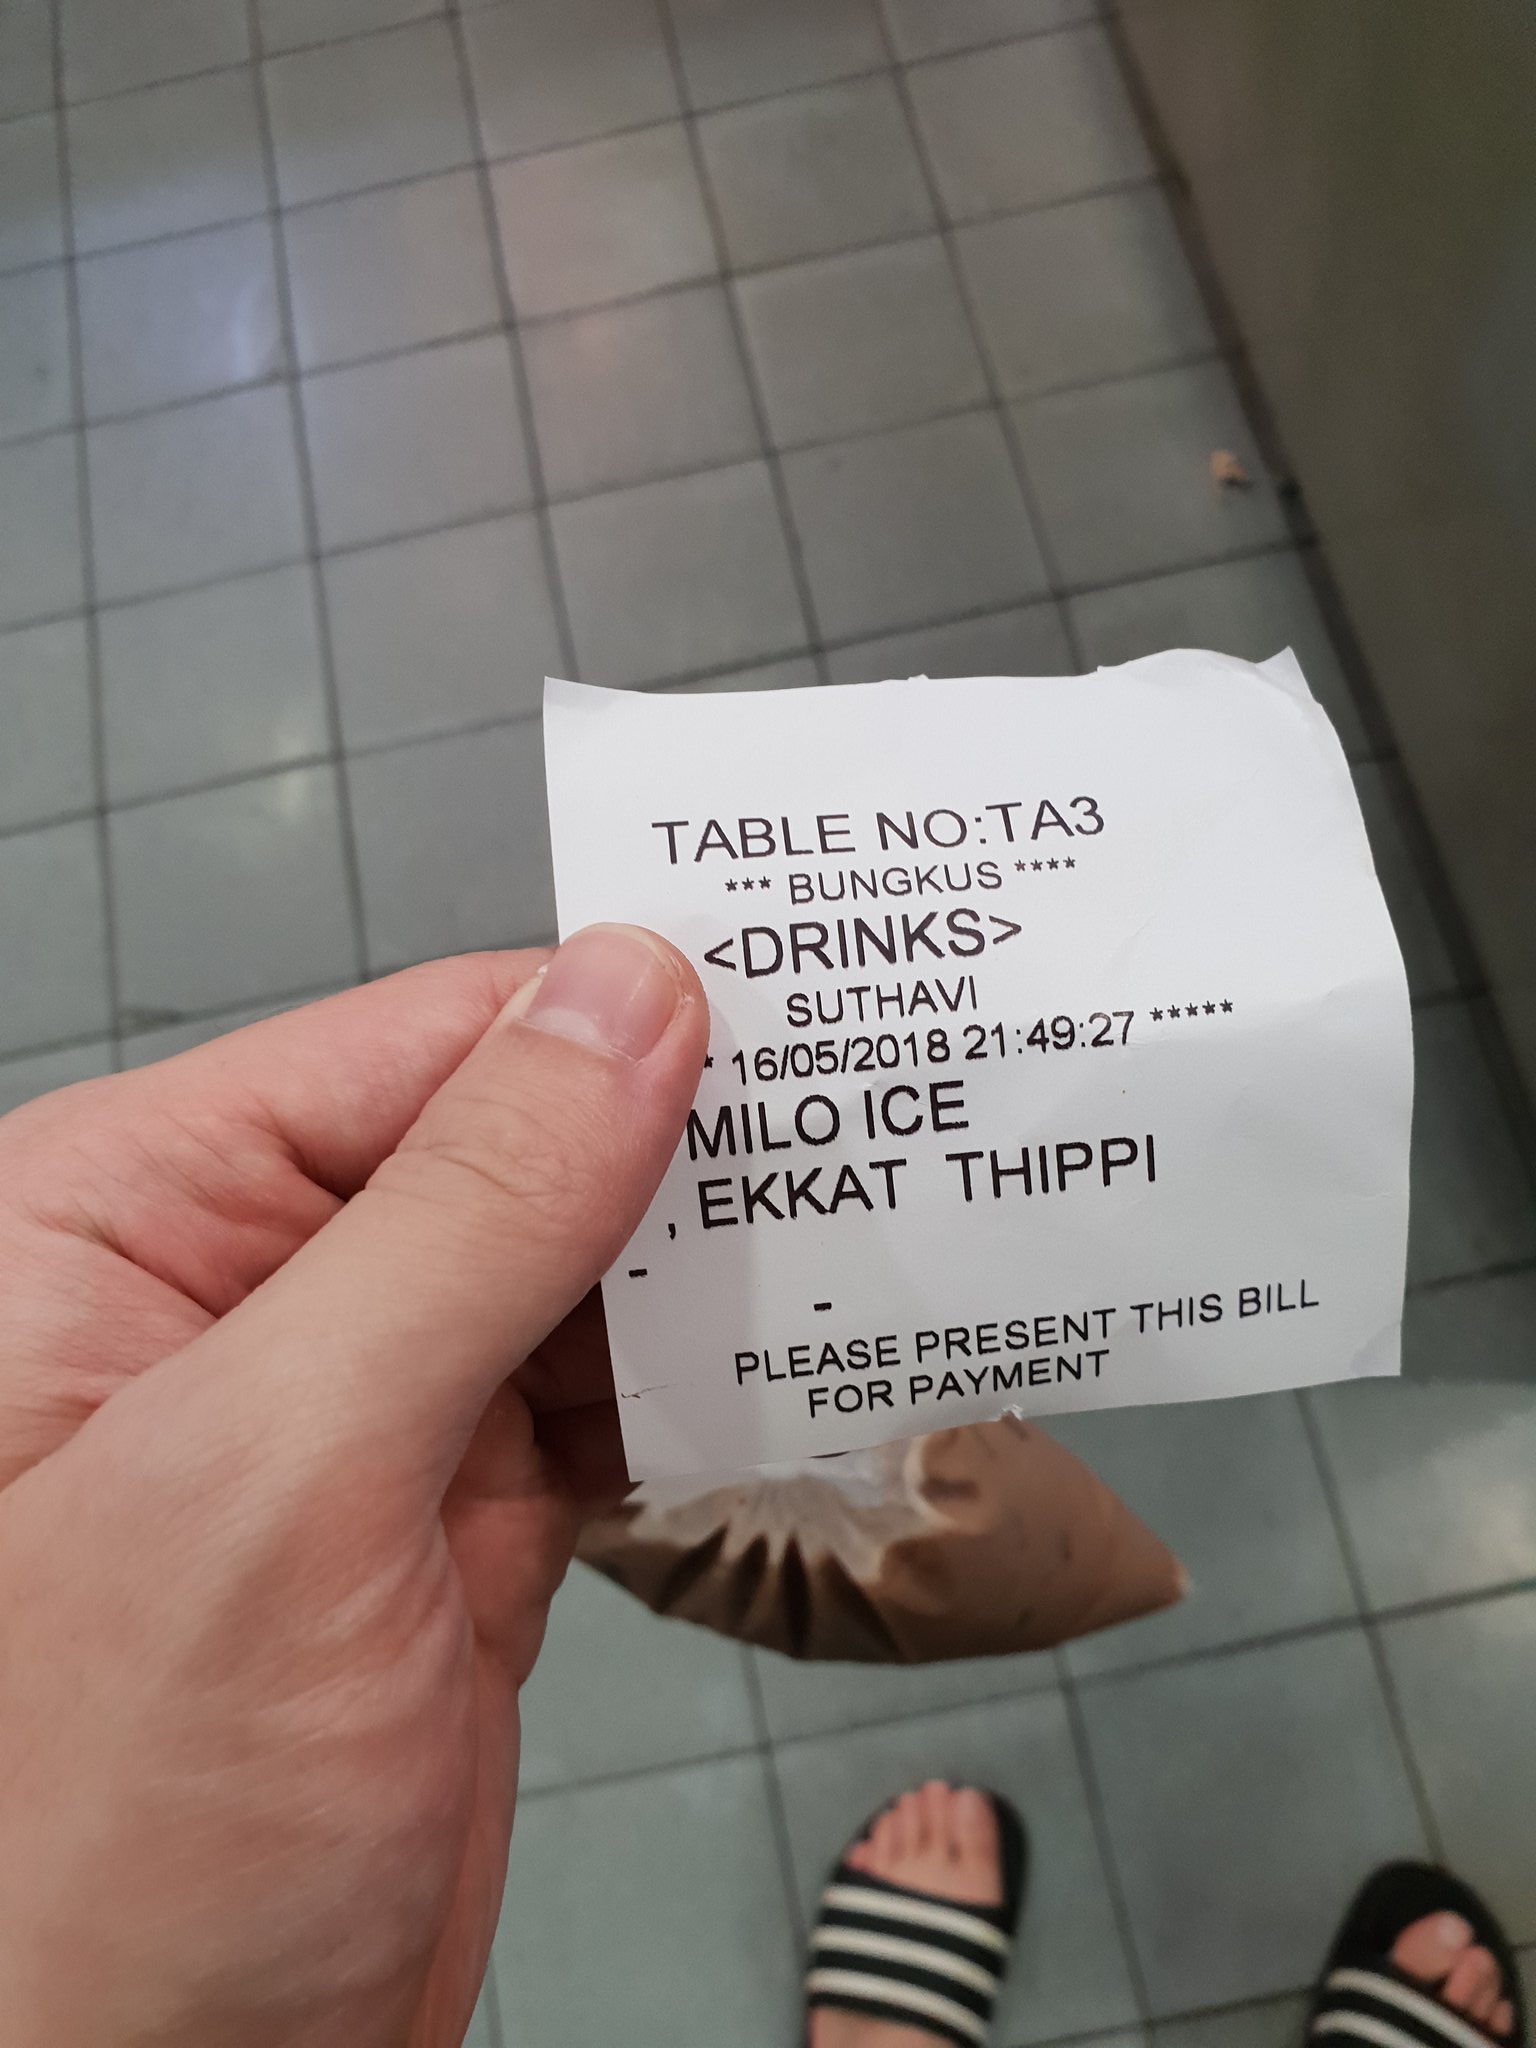 TABLE NO:TA3
*** BUNGKUS ****
<DRINKS>
SUTHAVI
* 16/05/2018 21:49:27 *****
MILO ICE
, EKKAT THIPPI
-
-
PLEASE PRESENT THIS BILL
FOR PAYMENT